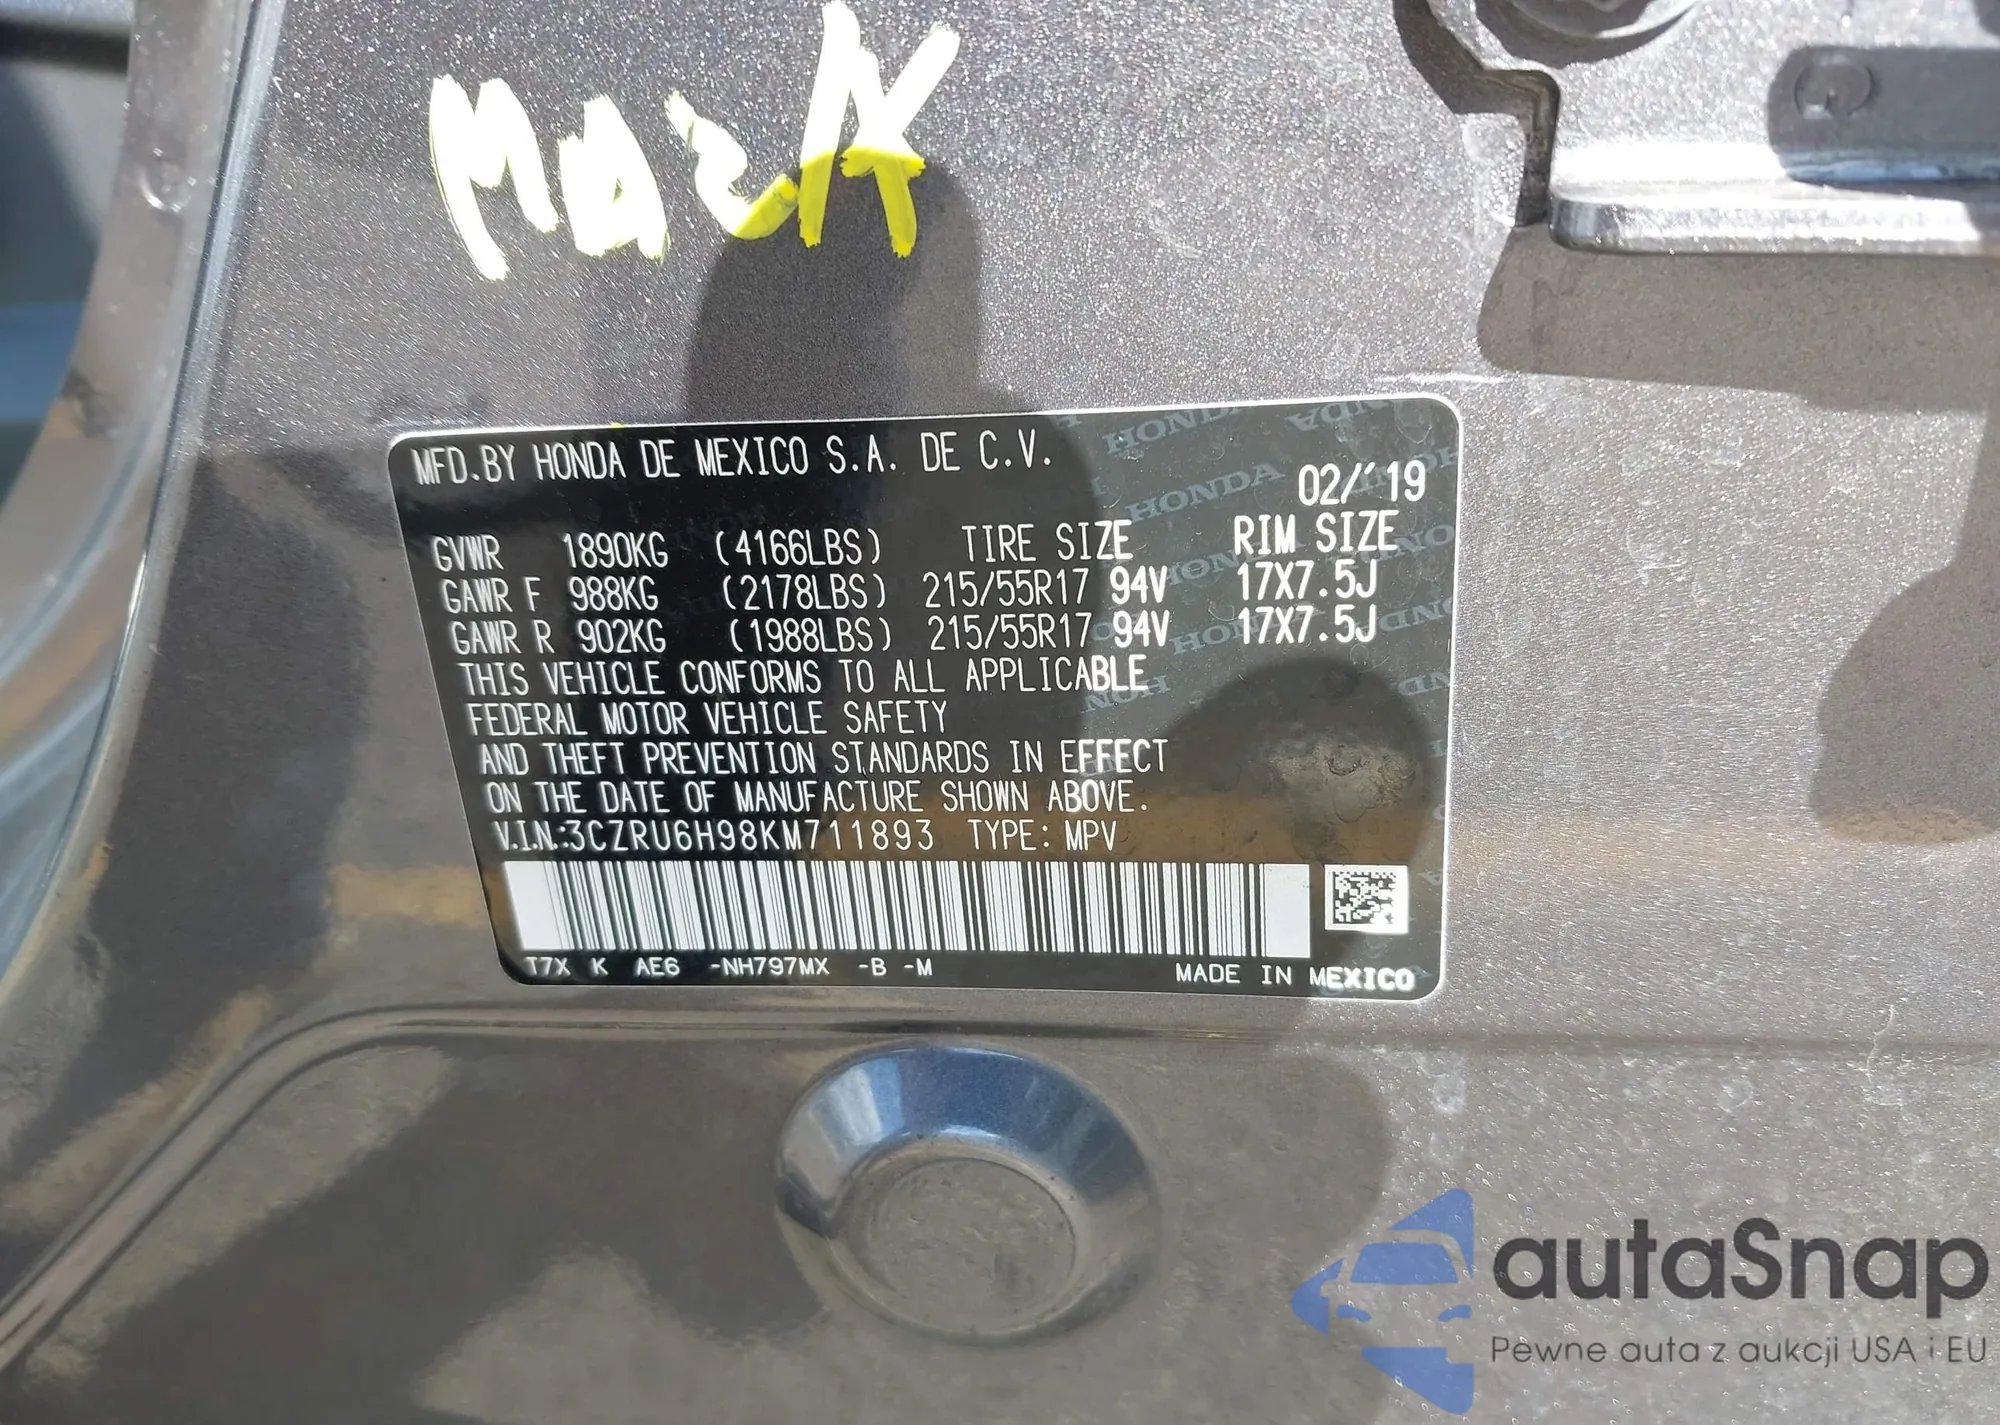 MFD.BY HONDA DE MEXICO S.A. DE C.V.
02/'19
GVWR 1890KG (4166LBS) TIRE SIZE RIM SIZE
GAWR F 988KG (2178LBS) 215/55R17 94V 17X7.5J
GAWR R 902KG (1988LBS) 215/55R17 94V 17X7.5J
THIS VEHICLE CONFORMS TO ALL APPLICABLE
FEDERAL MOTOR VEHICLE SAFETY
AND THEFT PREVENTION STANDARDS IN EFFECT
ON THE DATE OF MANUFACTURE SHOWN ABOVE.
V.I.N.:3CZRU6H98KM711893 TYPE: MPV
T7X K AE6 -NH797MX -B -M MADE IN MEXICO
autaSnap
Pewne auta z aukcji USA i EU